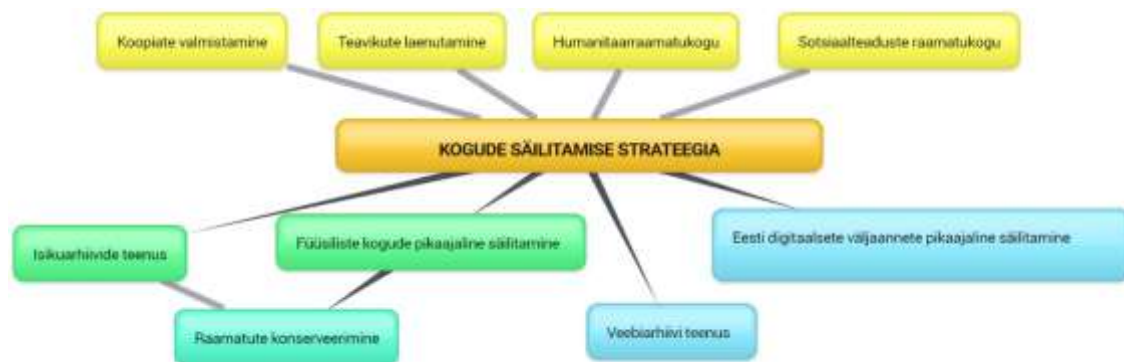 Koopiate valmistamine
Teavikute laenutamine
Humanitaarraamatukogu
Sotsiaalteaduste raamatukogu
KOGUDE SÄILITAMISE STRATEEGIA
Isikuarhiivide teenus
Füüsiliste kogude pikaajaline säilitamine
Eesti digitaalsete väljaannete pikaajaline säilitamine
Raamatute konserveerimine
Veebiarhiivi teenus